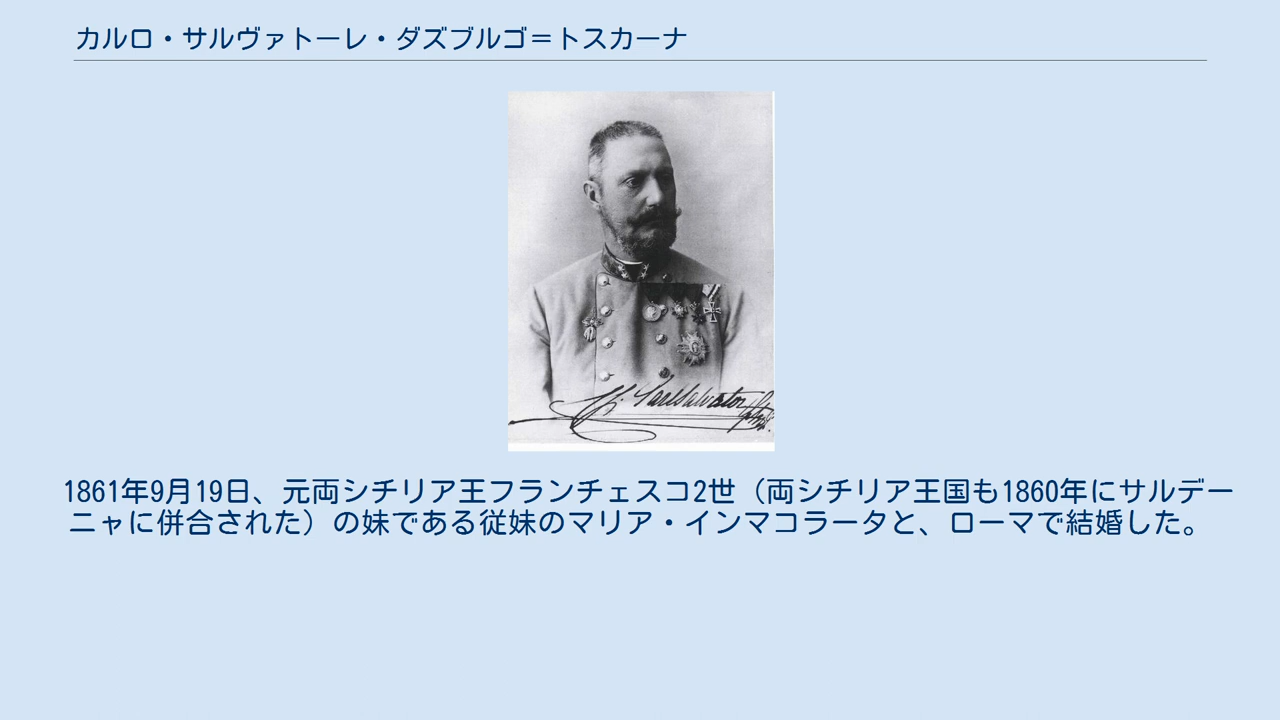 カルロ・サルヴァトーレ・ダズブルゴ＝トスカーナ
Carl Salvator
1861年9月19日、元両シチリア王フランチェスコ2世（両シチリア王国も1860年にサルデー
ニャに併合された）の妹である従妹のマリア・インマコラータと、ローマで結婚した。